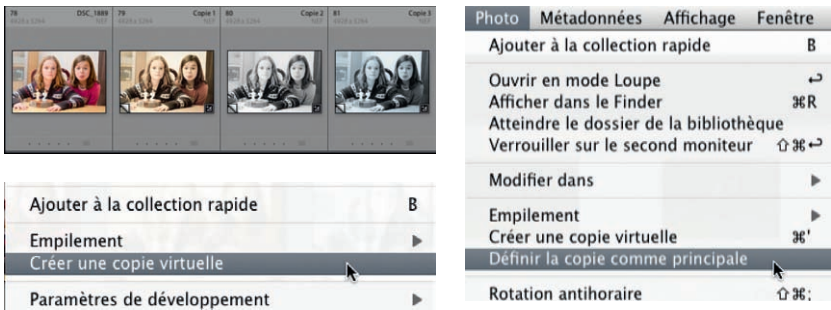 78 DSC_1889
79 Copie 1
80 Copie 2
81 Copie 3
Ajouter à la collection rapide B
Empilement
Créer une copie virtuelle
Paramètres de développement
Photo Métadonnées Affichage Fenêtre
Ajouter à la collection rapide B
Ouvrir en mode Loupe ↩
Afficher dans le Finder ⌘R
Atteindre le dossier de la bibliothèque
Verrouiller sur le second moniteur ⇧⌘↩
Modifier dans
Empilement
Créer une copie virtuelle ⌘'
Définir la copie comme principale
Rotation antihoraire ⇧⌘;